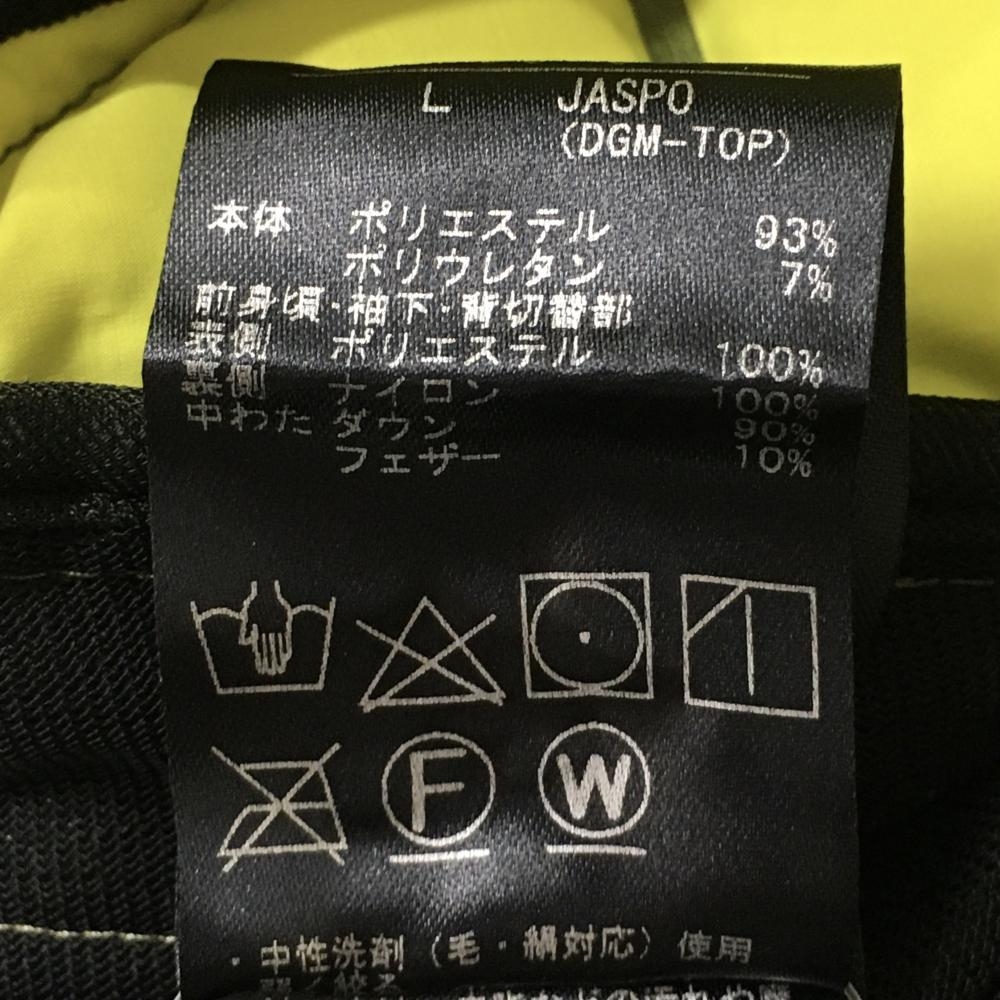 L JASPO
(DGM-TOP)
本体 ポリエステル 93%
ポリウレタン 7%
前身頃・袖下・背切替部
表側 ポリエステル 100%
裏側 ナイロン 100%
中わた ダウン 90%
フェザー 10%
F W
・中性洗剤（毛・絹対応）使用